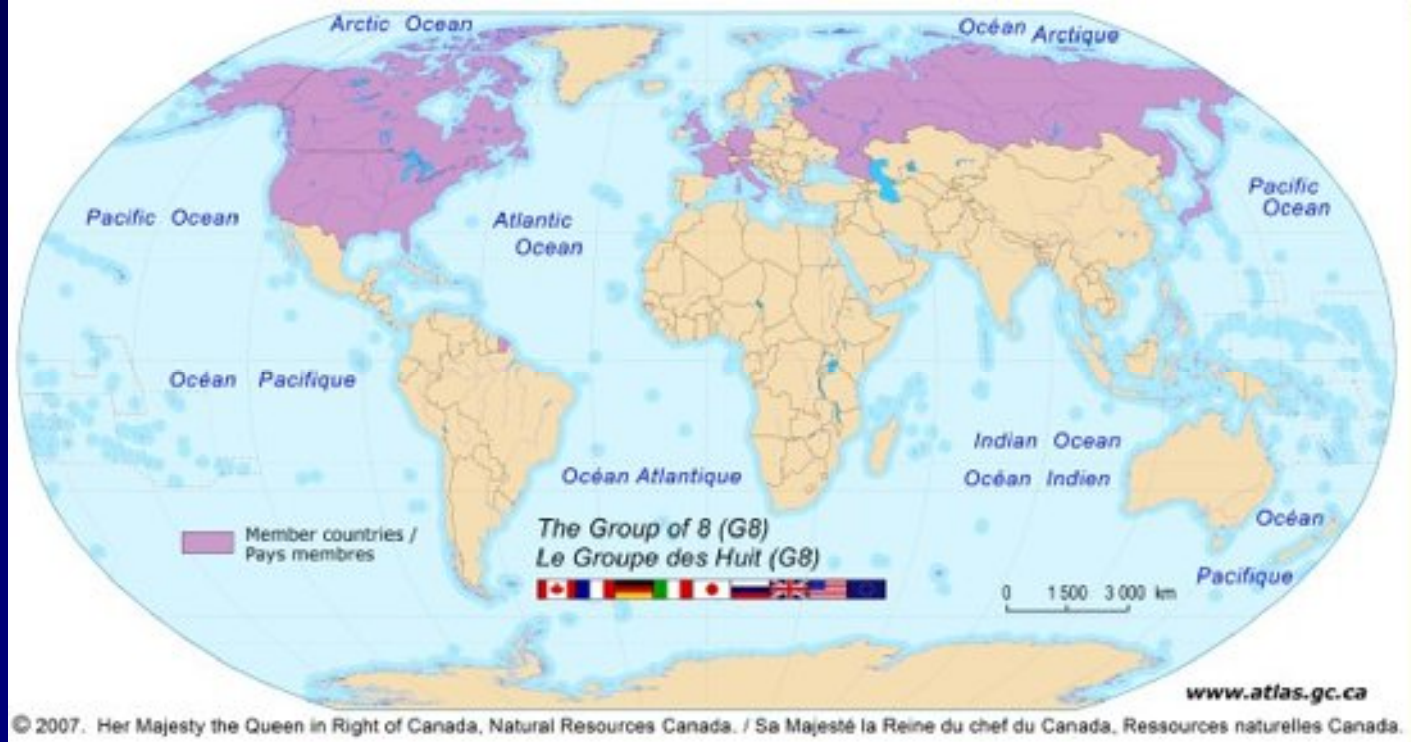 Arctic Ocean
Océan Arctique
Pacific Ocean
Atlantic
Ocean
Pacific
Ocean
Océan Pacifique
Indian Ocean
Océan Atlantique
Océan Indien
Océan
Pacifique
Member countries /
Pays membres
The Group of 8 (G8)
Le Groupe des Huit (G8)
0 1 500 3 000 km
www.atlas.gc.ca
© 2007. Her Majesty the Queen in Right of Canada, Natural Resources Canada. / Sa Majesté la Reine du chef du Canada, Ressources naturelles Canada.